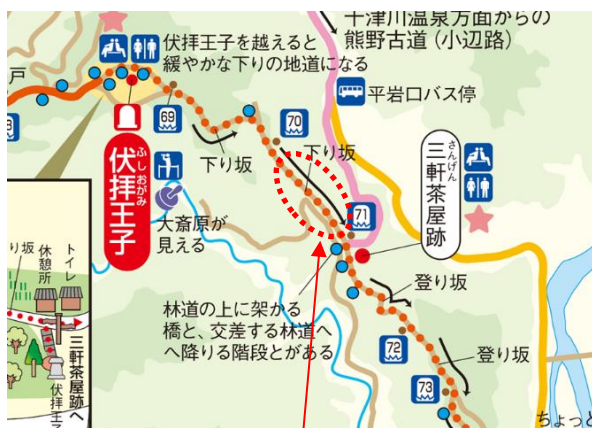 十津川温泉方面からの
熊野古道（小辺路）
伏拝王子を越えると
緩やかな下りの地道になる
戸
平岩口バス停
69
70
下り坂
下り坂
ふしおがみ
伏拝王子
さんげん
三軒茶屋跡
大斎原が
見える
71
り坂
休憩所
トイレ
三軒茶屋跡へ
伏拝王子
林道の上に架かる
橋と、交差する林道へ
へ降りる階段とがある
登り坂
72
登り坂
73
ちょっと